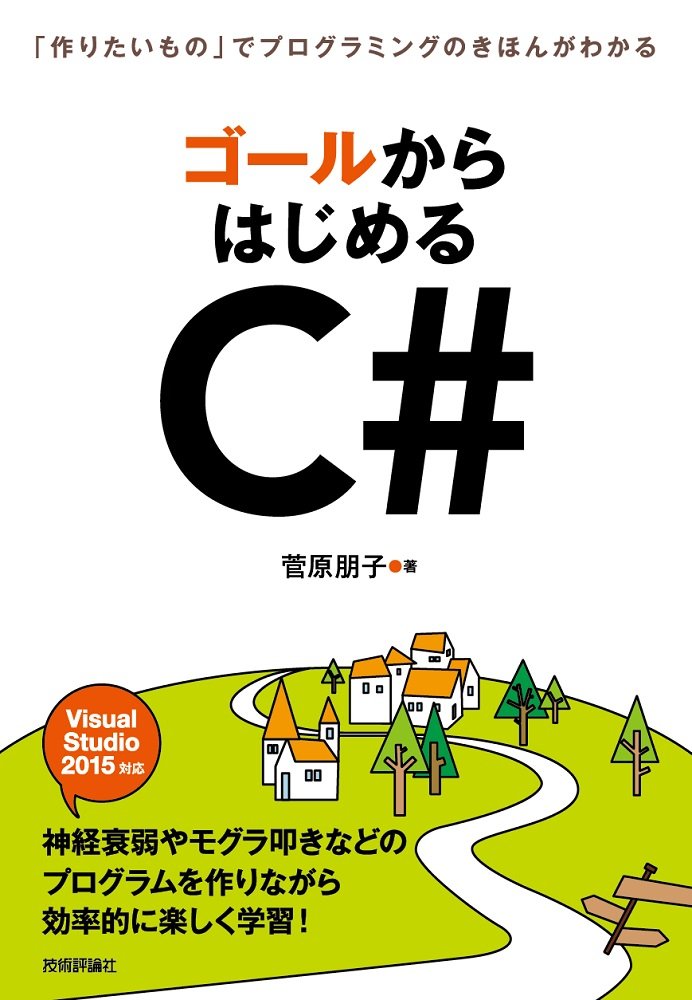 「作りたいもの」でプログラミングのきほんがわかる
ゴールから
はじめる
C#
菅原朋子●著
Visual
Studio
2015対応
神経衰弱やモグラ叩きなどの
プログラムを作りながら
効率的に楽しく学習！
技術評論社